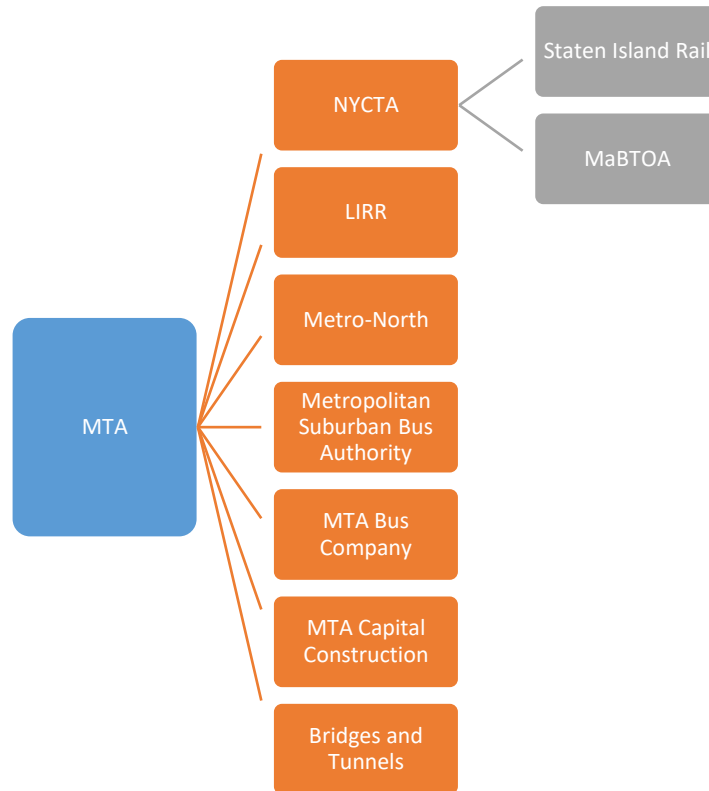 Staten Island Rail
NYCTA
MaBTOA
LIRR
Metro-North
MTA
Metropolitan
Suburban Bus
Authority
MTA Bus
Company
MTA Capital
Construction
Bridges and
Tunnels